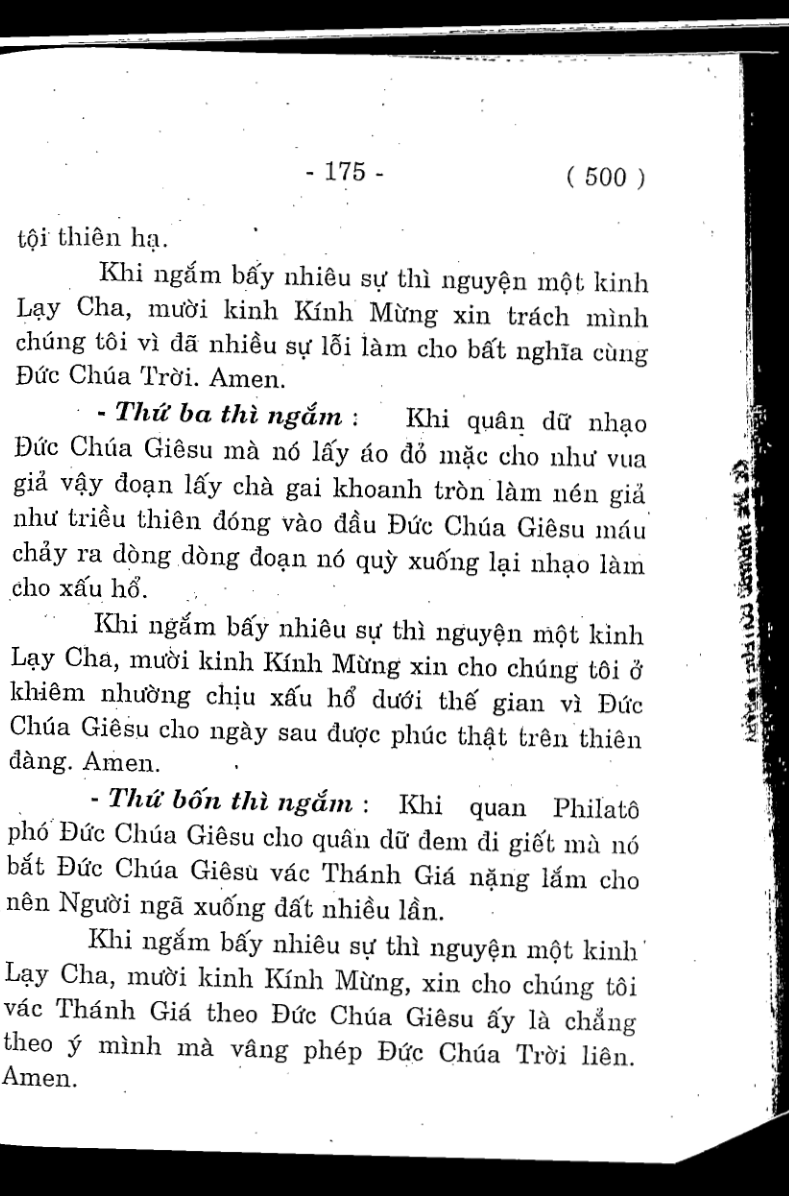 - 175 - ( 500 )
tội thiên hạ.
Khi ngắm bấy nhiêu sự thì nguyện một kinh
Lạy Cha, mười kinh Kính Mừng xin trách mình
chúng tôi vì đã nhiều sự lỗi làm cho bất nghĩa cùng
Đức Chúa Trời. Amen.
- Thứ ba thì ngắm : Khi quân dữ nhạo
Đức Chúa Giêsu mà nó lấy áo đỏ mặc cho như vua
giả vậy đoạn lấy chà gai khoanh tròn làm nén giả
như triều thiên đóng vào đầu Đức Chúa Giêsu máu
chảy ra dòng dòng đoạn nó quỳ xuống lại nhạo làm
cho xấu hổ.
Khi ngắm bấy nhiêu sự thì nguyện một kinh
Lạy Cha, mười kinh Kính Mừng xin cho chúng tôi ở
khiêm nhường chịu xấu hổ dưới thế gian vì Đức
Chúa Giêsu cho ngày sau được phúc thật trên thiên
đàng. Amen.
- Thứ bốn thì ngắm : Khi quan Philatô
phó Đức Chúa Giêsu cho quân dữ đem đi giết mà nó
bắt Đức Chúa Giêsu vác Thánh Giá nặng lắm cho
nên Người ngã xuống đất nhiều lần.
Khi ngắm bấy nhiêu sự thì nguyện một kinh
Lạy Cha, mười kinh Kính Mừng, xin cho chúng tôi
vác Thánh Giá theo Đức Chúa Giêsu ấy là chẳng
theo ý mình mà vâng phép Đức Chúa Trời liên.
Amen.